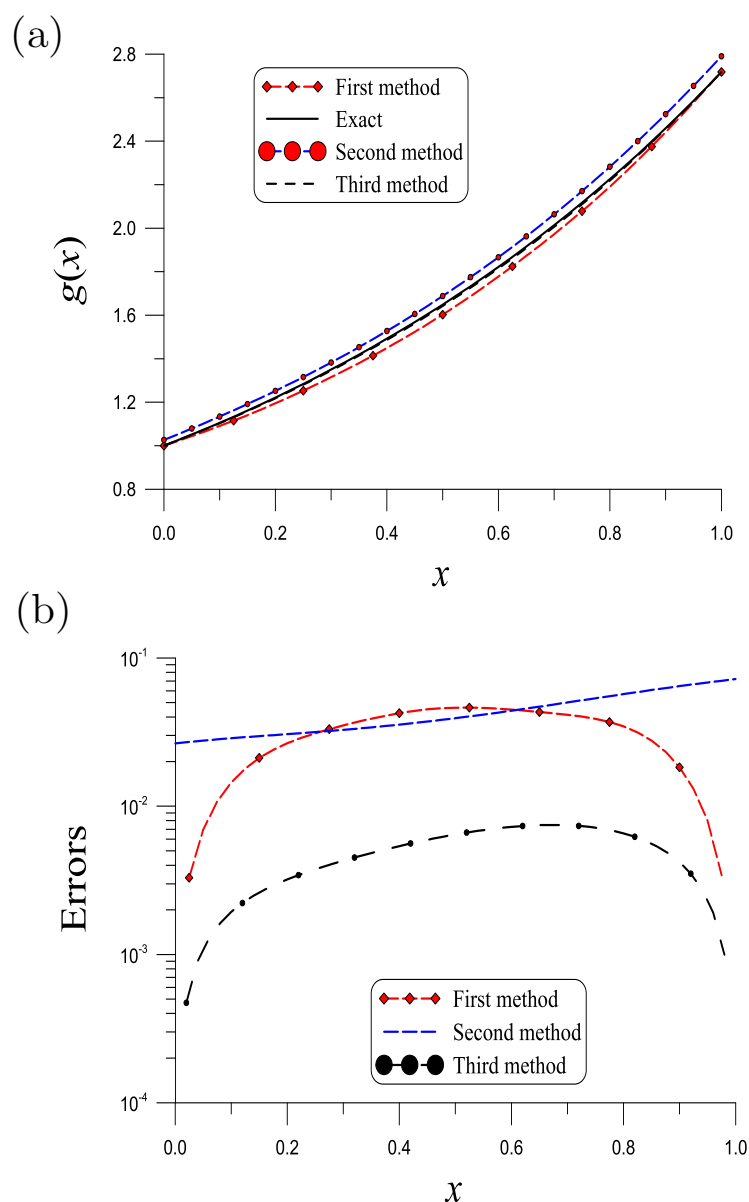 (a)
2.8
2.4
2.0
1.6
1.2
0.8
g(x)
First method
Exact
Second method
Third method
0.0 0.2 0.4 0.6 0.8 1.0
x
(b)
10-1
10-2
10-3
10-4
Errors
First method
Second method
Third method
0.0 0.2 0.4 0.6 0.8 1.0
x